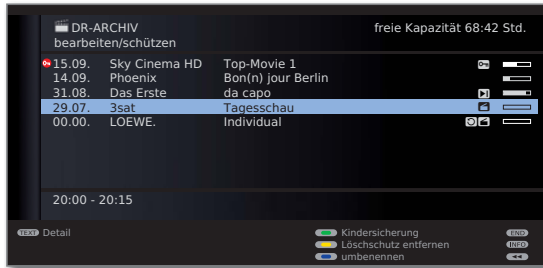 DR-ARCHIV freie Kapazität 68:42 Std.
bearbeiten/schützen
15.09. Sky Cinema HD Top-Movie 1
14.09. Phoenix Bon(n) jour Berlin
31.08. Das Erste da capo
29.07. 3sat Tagesschau
00.00. LOEWE. Individual
20:00 - 20:15
TEXT Detail Kindersicherung END
Löschschutz entfernen INFO
umbenennen